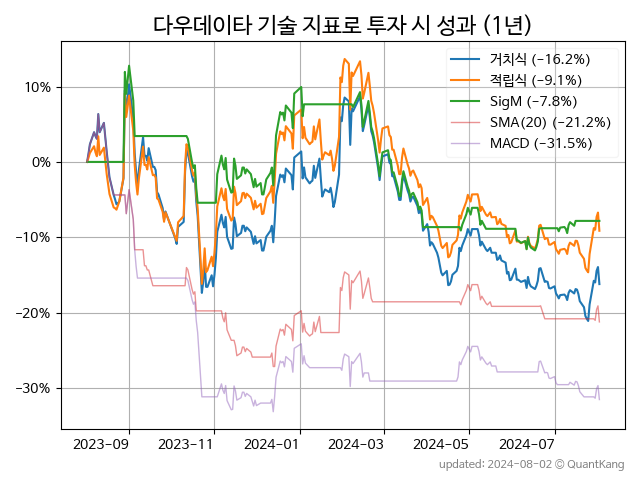 다우데이타 기술 지표로 투자 시 성과 (1년)
거치식 (−16.2%)
적립식 (−9.1%)
SigM (−7.8%)
SMA(20) (−21.2%)
MACD (−31.5%)
10%
0%
−10%
−20%
−30%
2023-09 2023-11 2024-01 2024-03 2024-05 2024-07
updated: 2024-08-02 ⓒ QuantKang